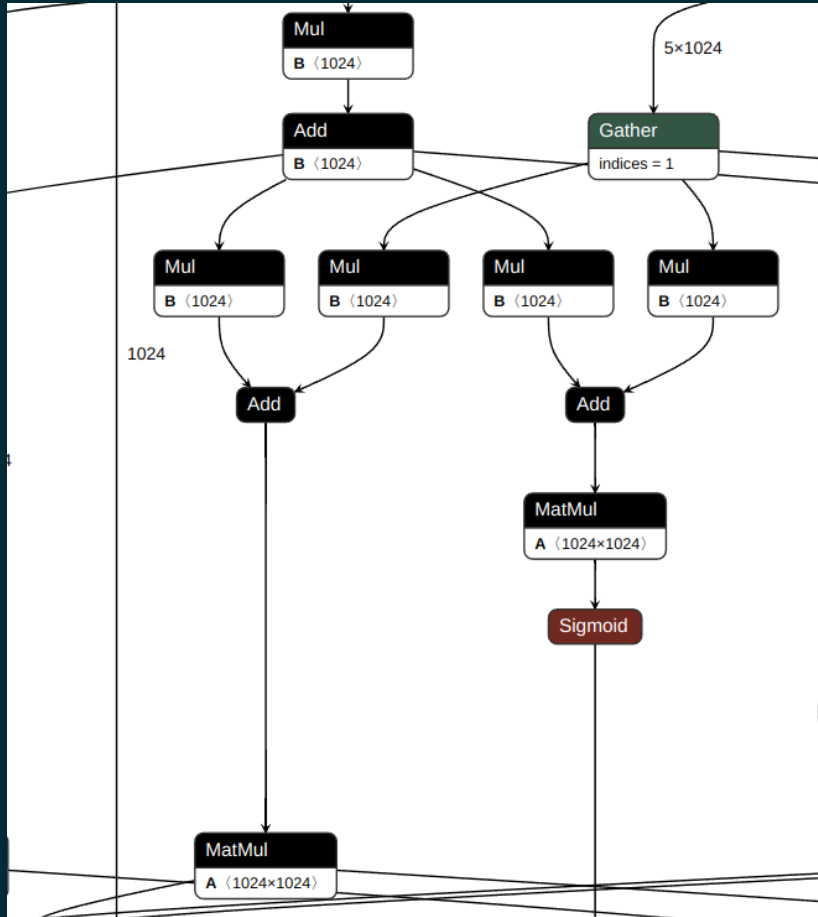 Mul
B 〈1024〉
5×1024
Add
B 〈1024〉
Gather
indices = 1
Mul
B 〈1024〉
Mul
B 〈1024〉
Mul
B 〈1024〉
Mul
B 〈1024〉
1024
Add
Add
4
MatMul
A 〈1024×1024〉
Sigmoid
MatMul
A 〈1024×1024〉